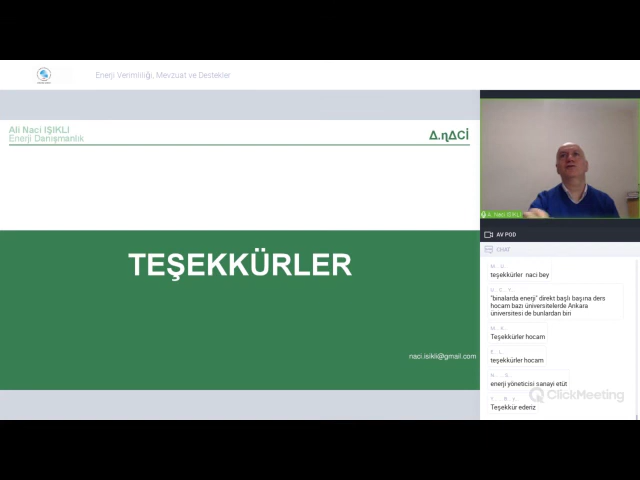 Enerji Verimliliği, Mevzuat ve Destekler
Ali Naci IŞIKLI
Enerji Danışmanlık
TEŞEKKÜRLER
naci.isikli@gmail.com
A. Naci ISIKLI
AV POD
CHAT
M... U...
teşekkürler naci bey
U... C... Y...
"binalarda enerji" direkt başlı başına ders
hocam bazı üniversitelerde Ankara
üniversitesi de bunlardan biri
M... K...
Teşekkürler hocam
E... L...
teşekkürler hocam
N... ...S...
enerji yöneticisi sanayi etüt
Teşekkür ederiz
ClickMeeting